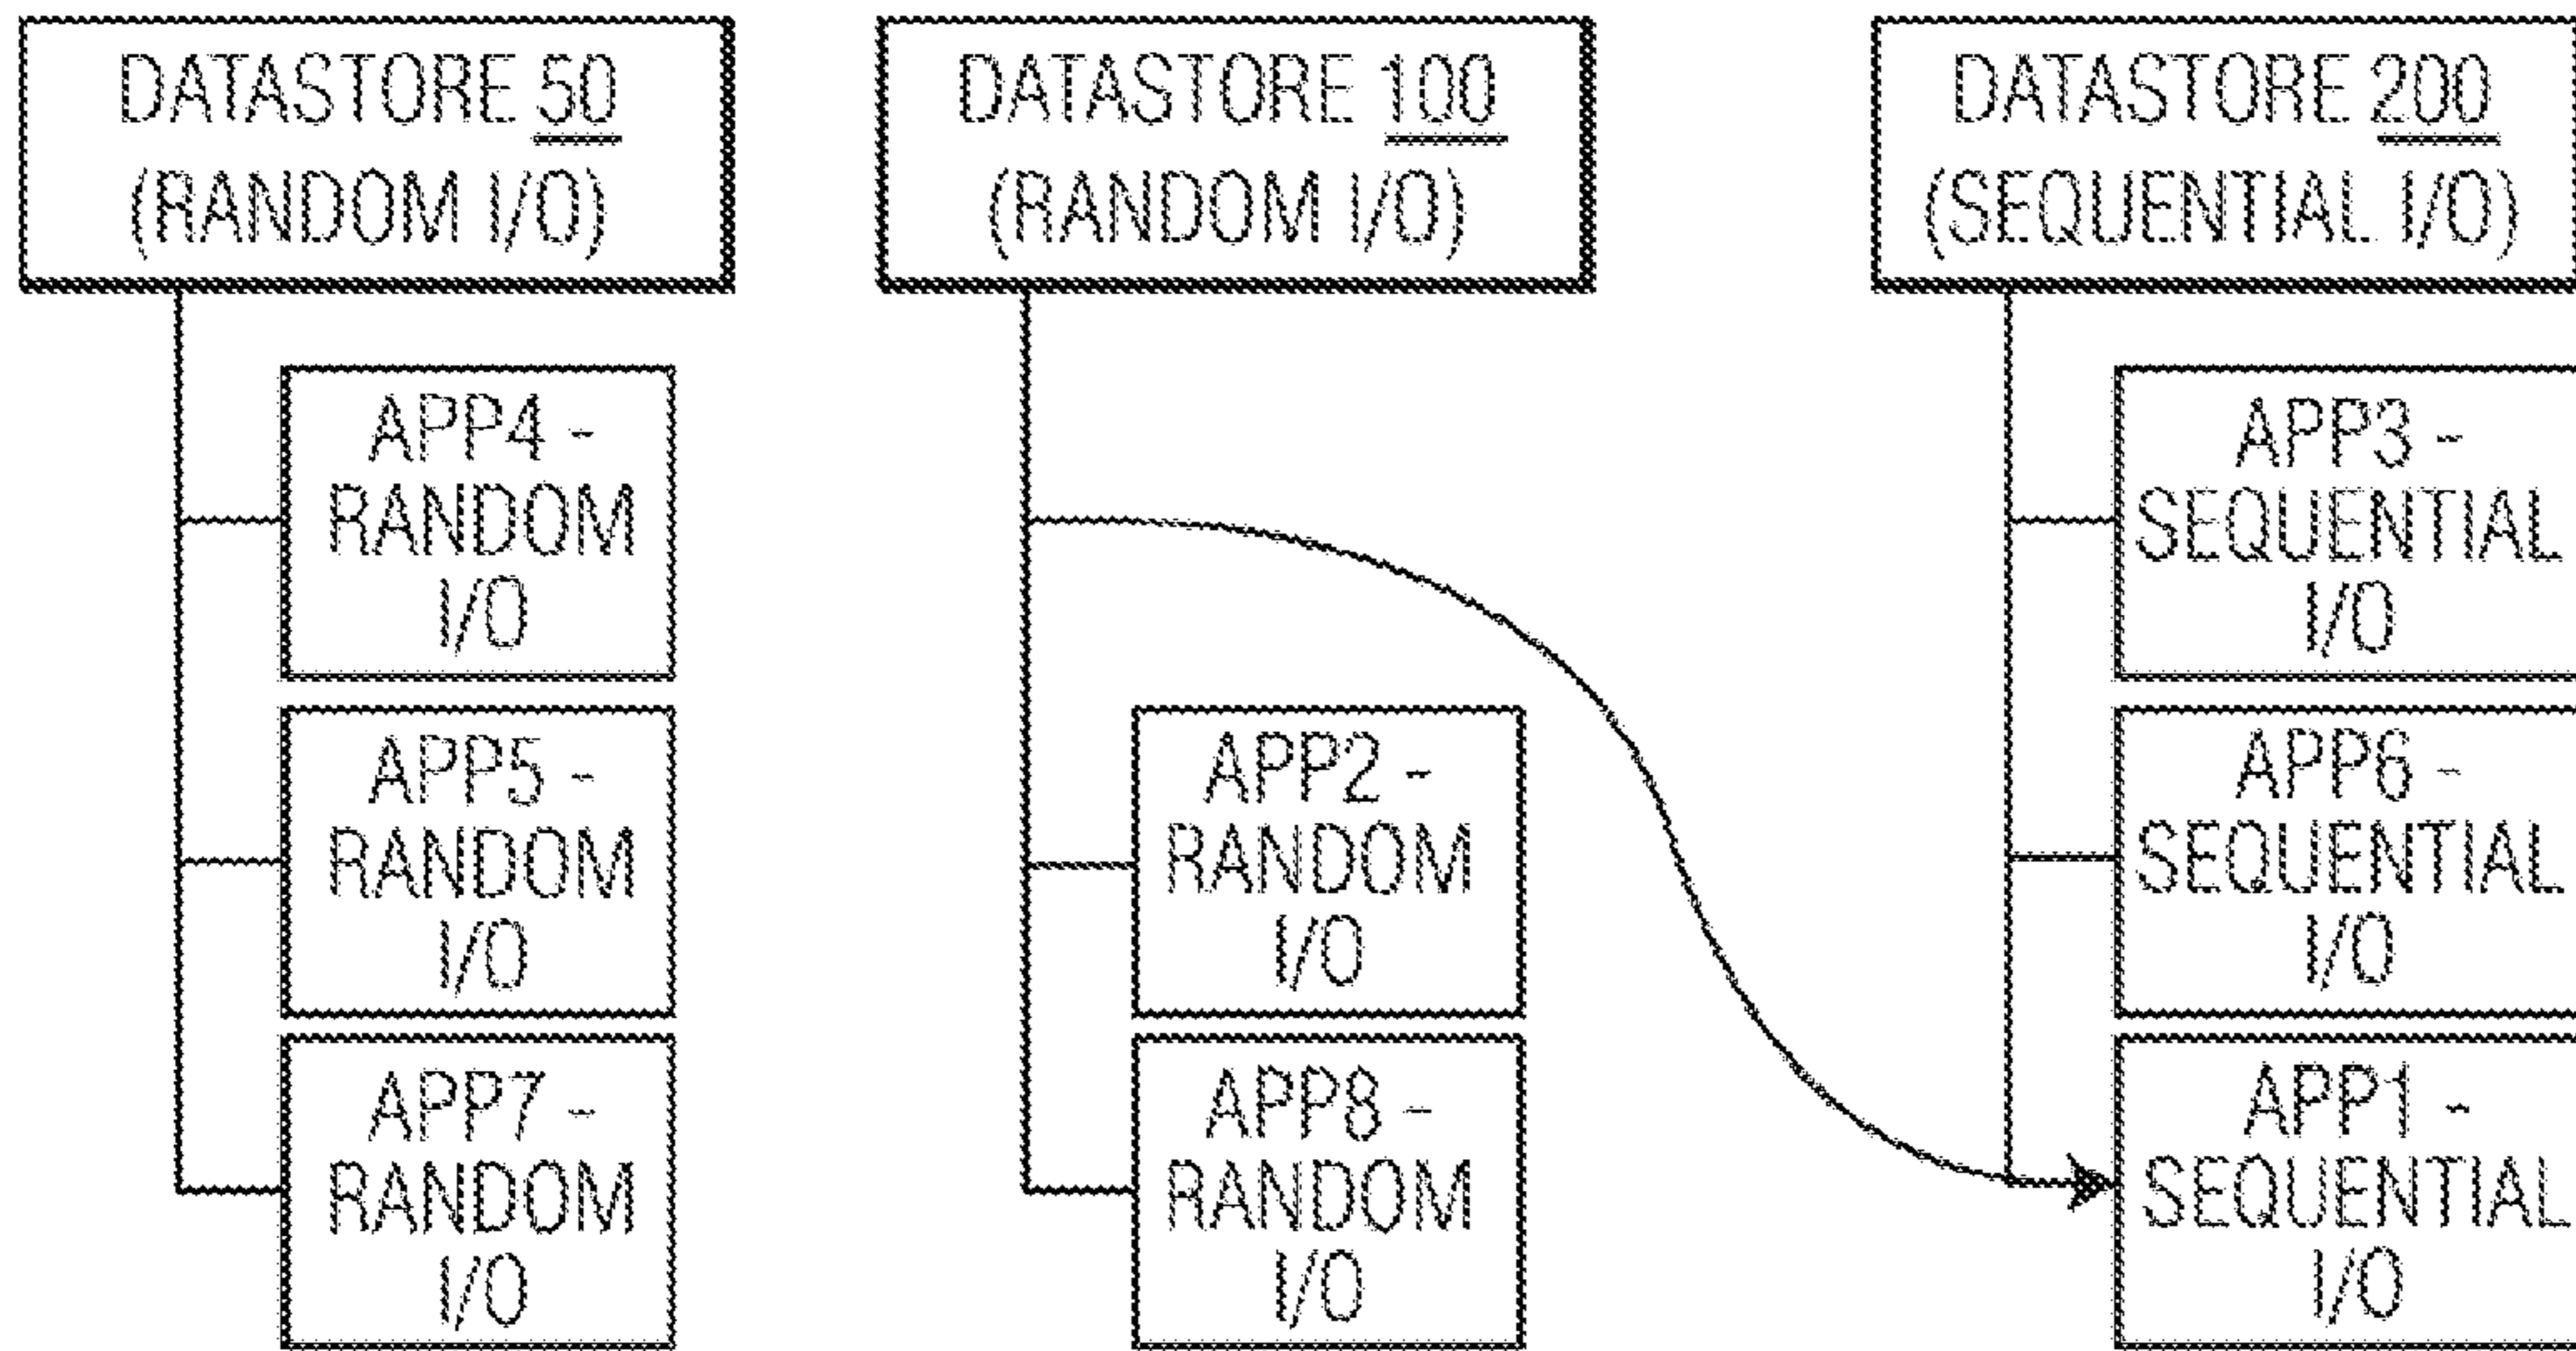 DATASTORE 50
(RANDOM I/O)
APP4 -
RANDOM
I/O
APP5 -
RANDOM
I/O
APP7 -
RANDOM
I/O
DATASTORE 100
(RANDOM I/O)
APP2 -
RANDOM
I/O
APP8 -
RANDOM
I/O
DATASTORE 200
(SEQUENTIAL I/O)
APP3 -
SEQUENTIAL
I/O
APP6 -
SEQUENTIAL
I/O
APP1 -
SEQUENTIAL
I/O